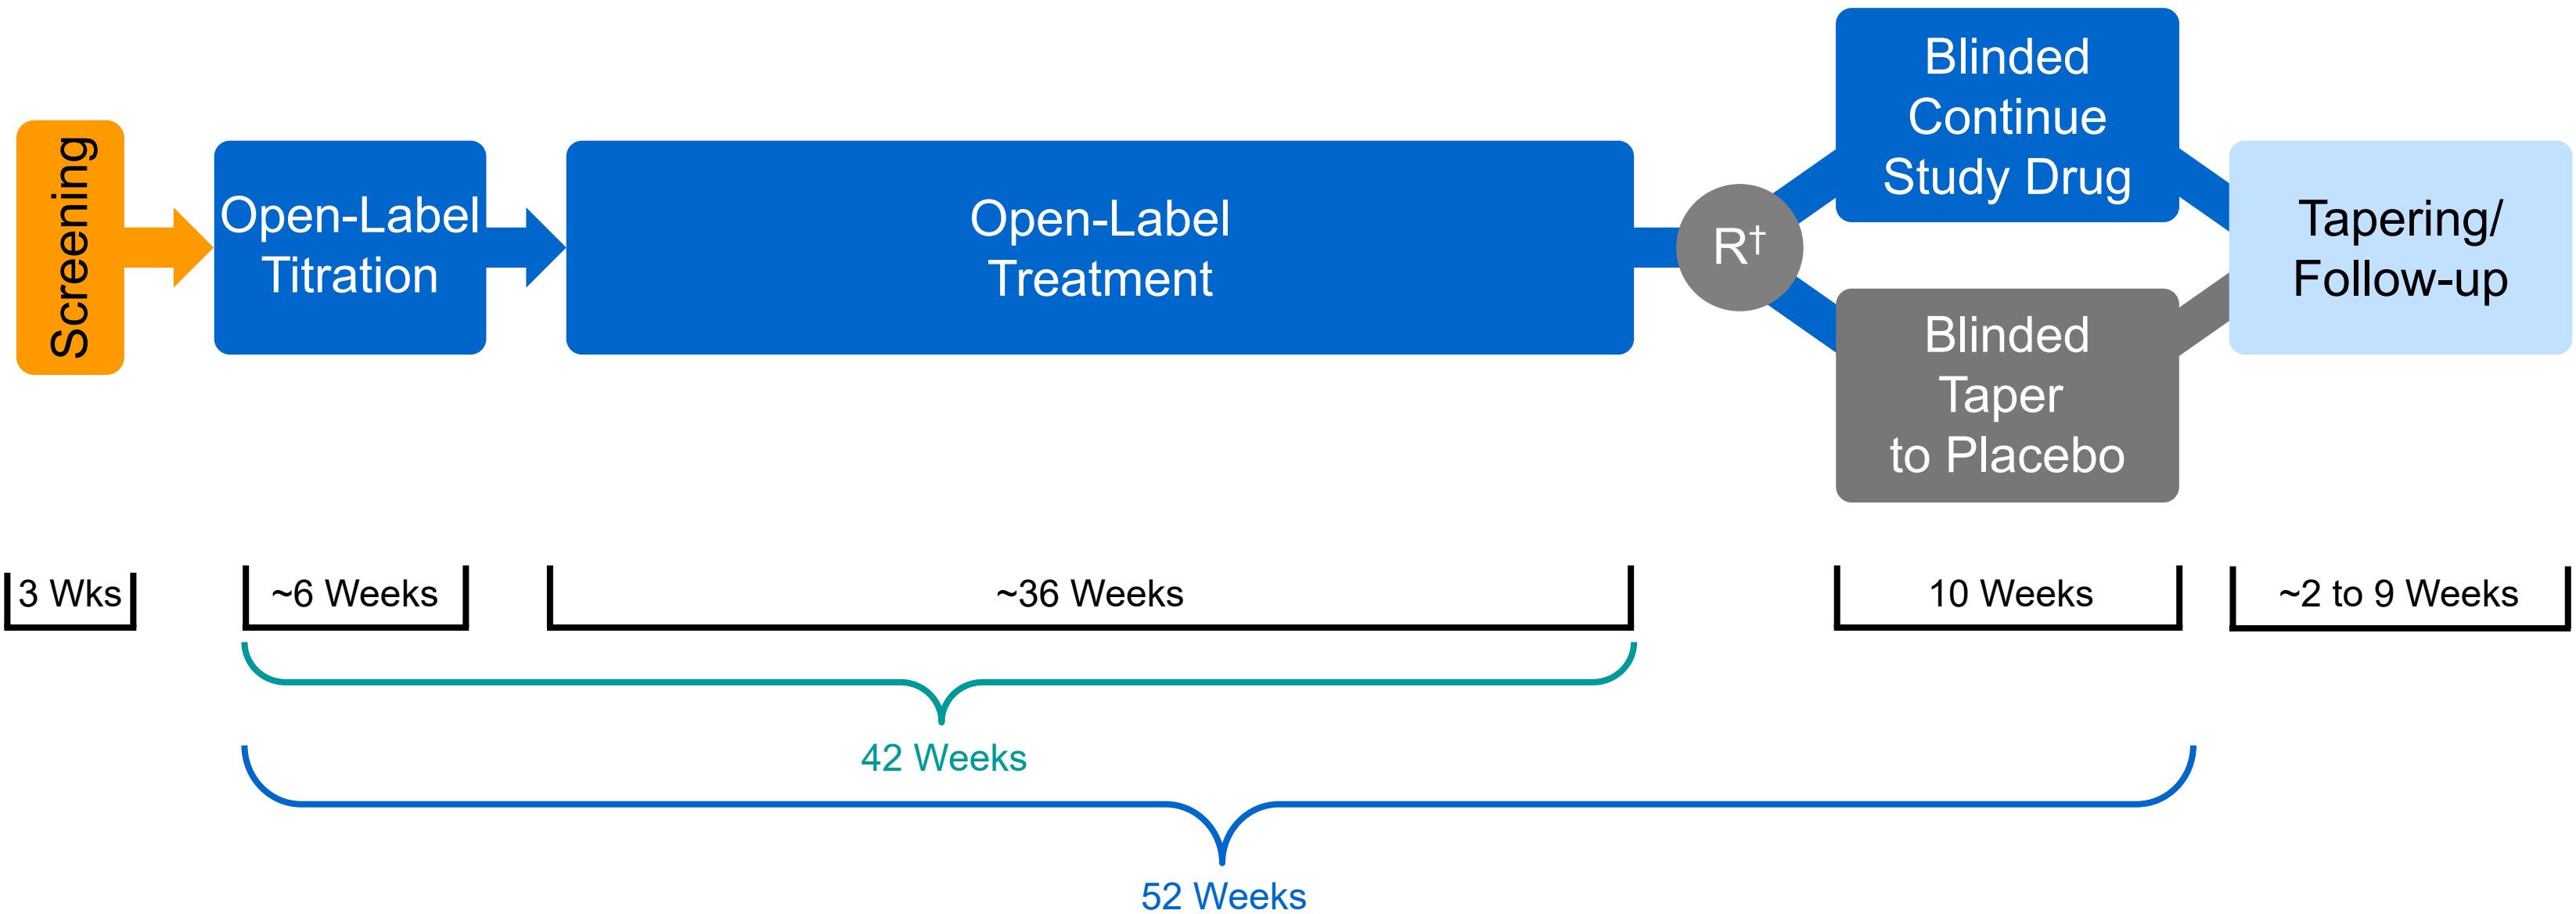 Screening
Open-Label
Titration
Open-Label
Treatment
R†
Blinded
Continue
Study Drug
Blinded
Taper
to Placebo
Tapering/
Follow-up
3 Wks
~6 Weeks
~36 Weeks
10 Weeks
~2 to 9 Weeks
42 Weeks
52 Weeks